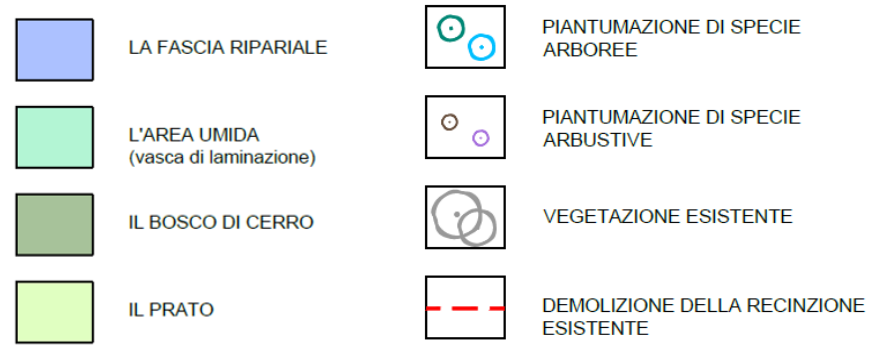 LA FASCIA RIPARIALE
L'AREA UMIDA
(vasca di laminazione)
IL BOSCO DI CERRO
IL PRATO
PIANTUMAZIONE DI SPECIE
ARBOREE
PIANTUMAZIONE DI SPECIE
ARBUSTIVE
VEGETAZIONE ESISTENTE
DEMOLIZIONE DELLA RECINZIONE
ESISTENTE